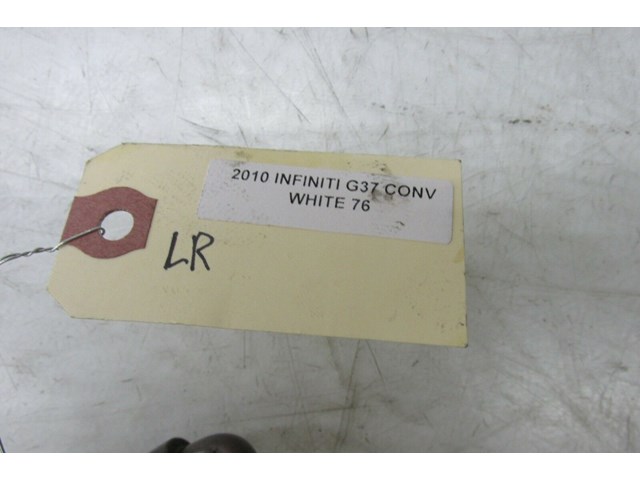 2010 INFINITI G37 CONV
WHITE 76
LR